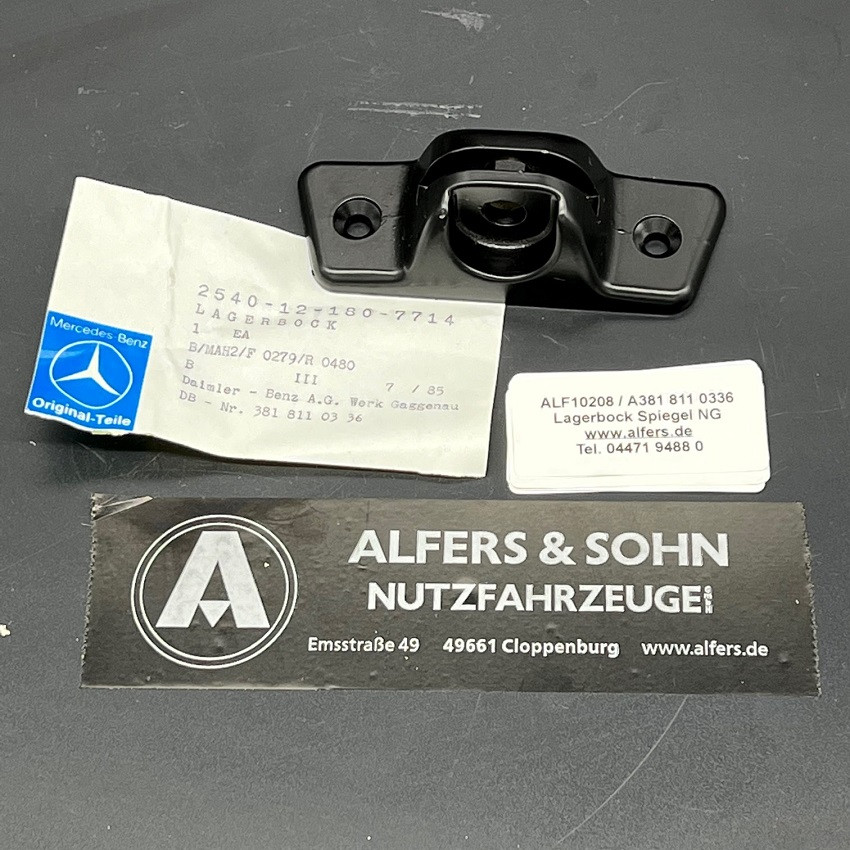 2540-12-180-7714
LAGERBOCK
1 EA
B/MAH2/F 0279/R 0480
B III 7 / 85
Daimler - Benz A.G. Werk Gaggenau
DB - Nr. 381 811 03 36
Mercedes-Benz
Original-Teile
ALF10208 / A381 811 0336
Lagerbock Spiegel NG
www.alfers.de
Tel. 04471 9488 0
A
ALFERS & SOHN
NUTZFAHRZEUGE
Emsstraße 49 49661 Cloppenburg www.alfers.de